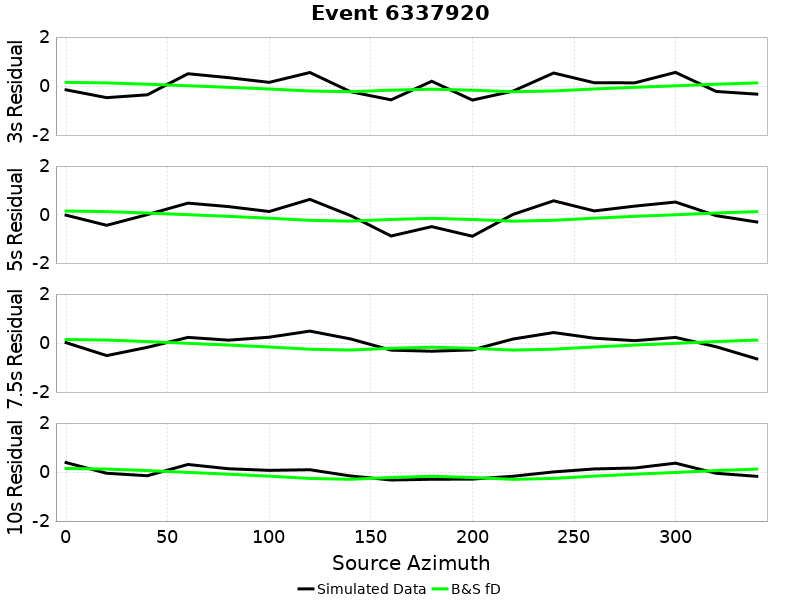 Event 6337920
3s Residual
2
0
-2
5s Residual
2
0
-2
7.5s Residual
2
0
-2
10s Residual
2
0
-2
0 50 100 150 200 250 300
Source Azimuth
Simulated Data B&S fD